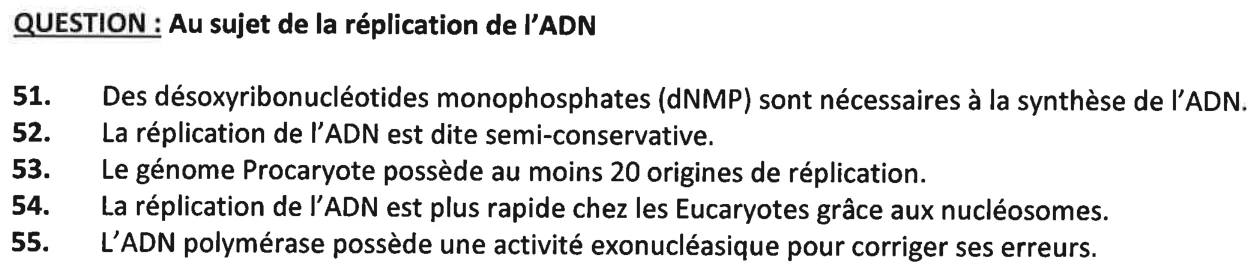 QUESTION : Au sujet de la réplication de l'ADN
51. Des désoxyribonucléotides monophosphates (dNMP) sont nécessaires à la synthèse de l'ADN.
52. La réplication de l'ADN est dite semi-conservative.
53. Le génome Procaryote possède au moins 20 origines de réplication.
54. La réplication de l'ADN est plus rapide chez les Eucaryotes grâce aux nucléosomes.
55. L'ADN polymérase possède une activité exonucléasique pour corriger ses erreurs.